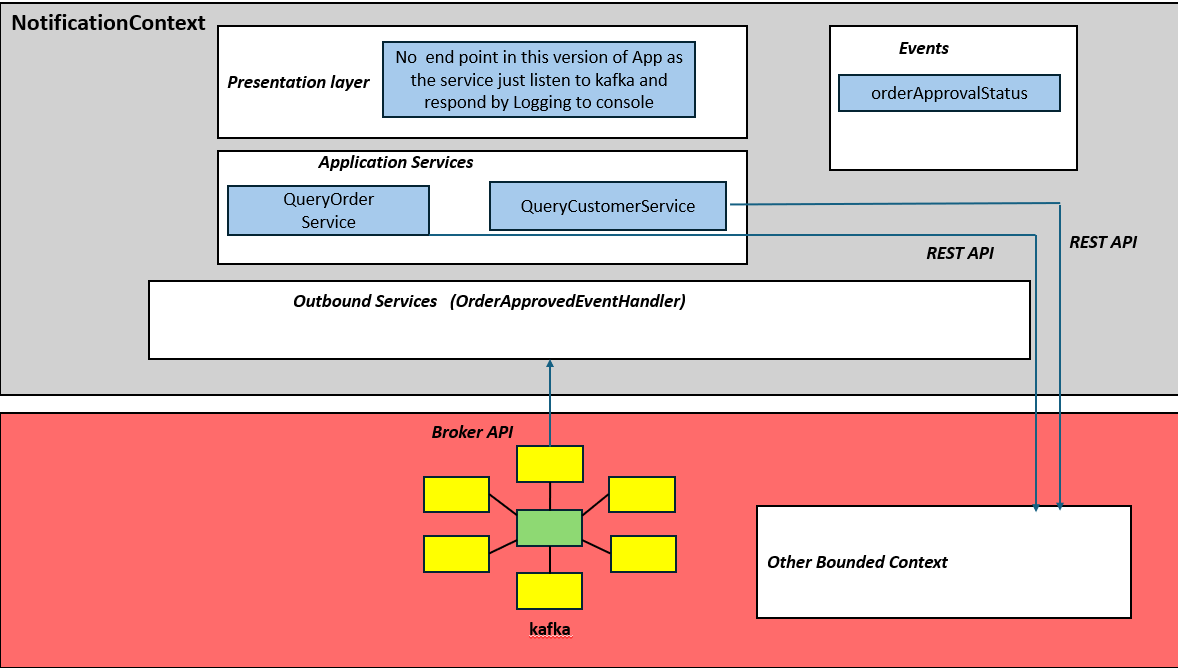 NotificationContext
Presentation layer
No  end point in this version of App as
the service just listen to kafka and
respond by Logging to console
Events
orderApprovalStatus
Application Services
QueryOrder
Service
QueryCustomerService
REST API
REST API
Outbound Services   (OrderApprovedEventHandler)
Broker API
kafka
Other Bounded Context